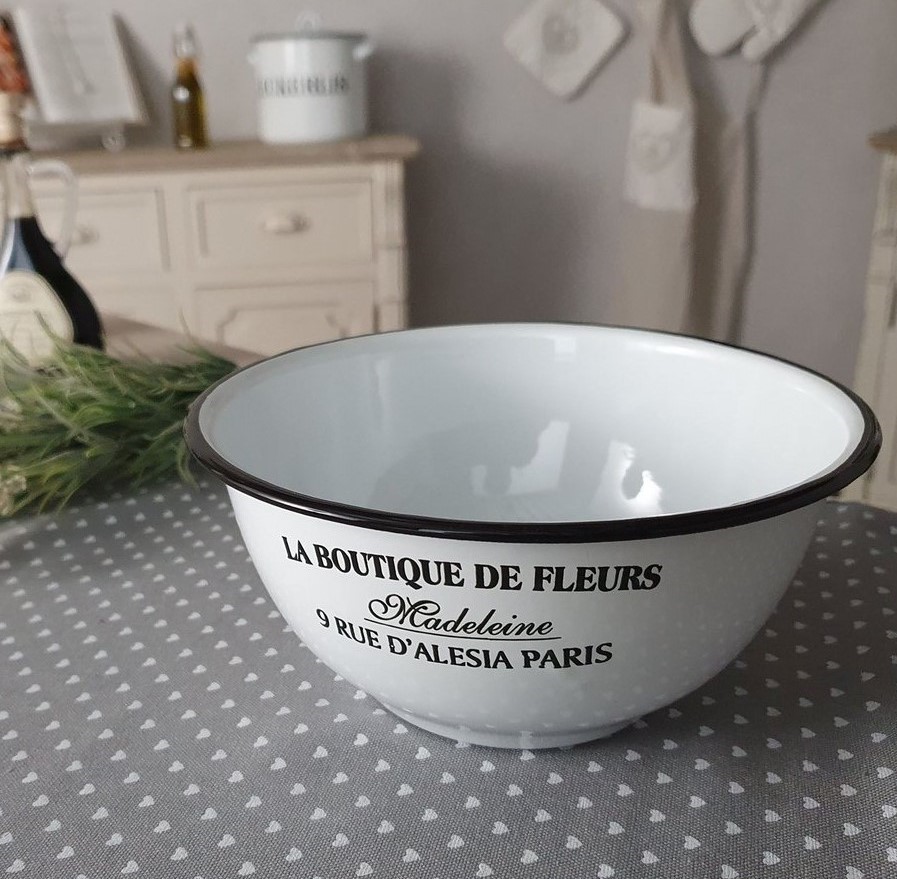 LA BOUTIQUE DE FLEURS
Madeleine
9 RUE D'ALESIA PARIS